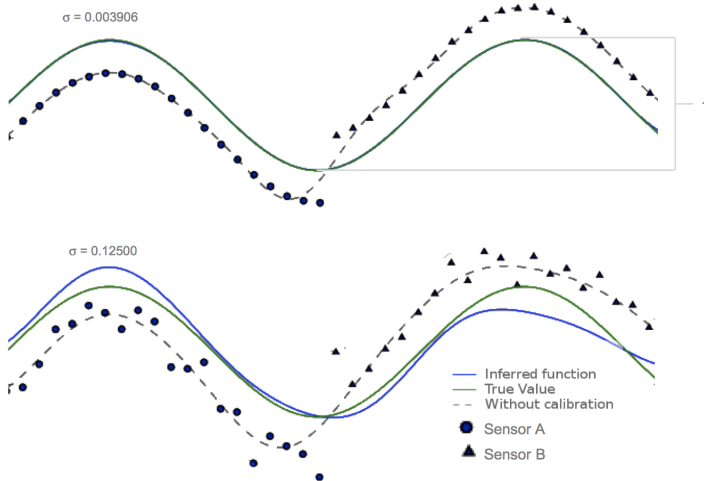 σ = 0.003906
σ = 0.12500
Inferred function
True Value
Without calibration
Sensor A
Sensor B